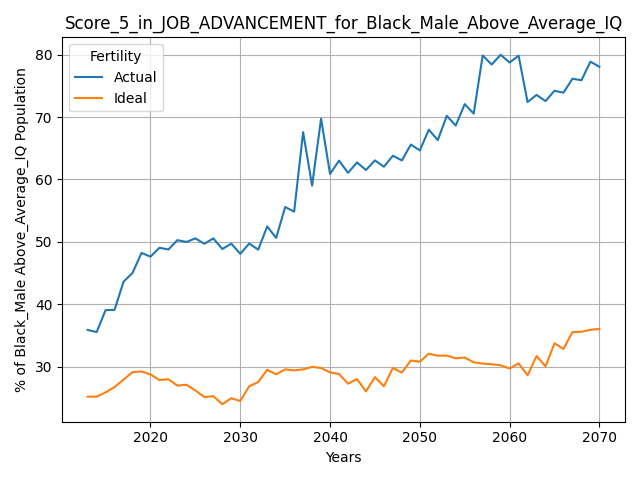 Score_5_in_JOB_ADVANCEMENT_for_Black_Male_Above_Average_IQ
Fertility
Actual
Ideal
% of Black_Male Above_Average_IQ Population
80
70
60
50
40
30
2020
2030
2040
2050
2060
2070
Years